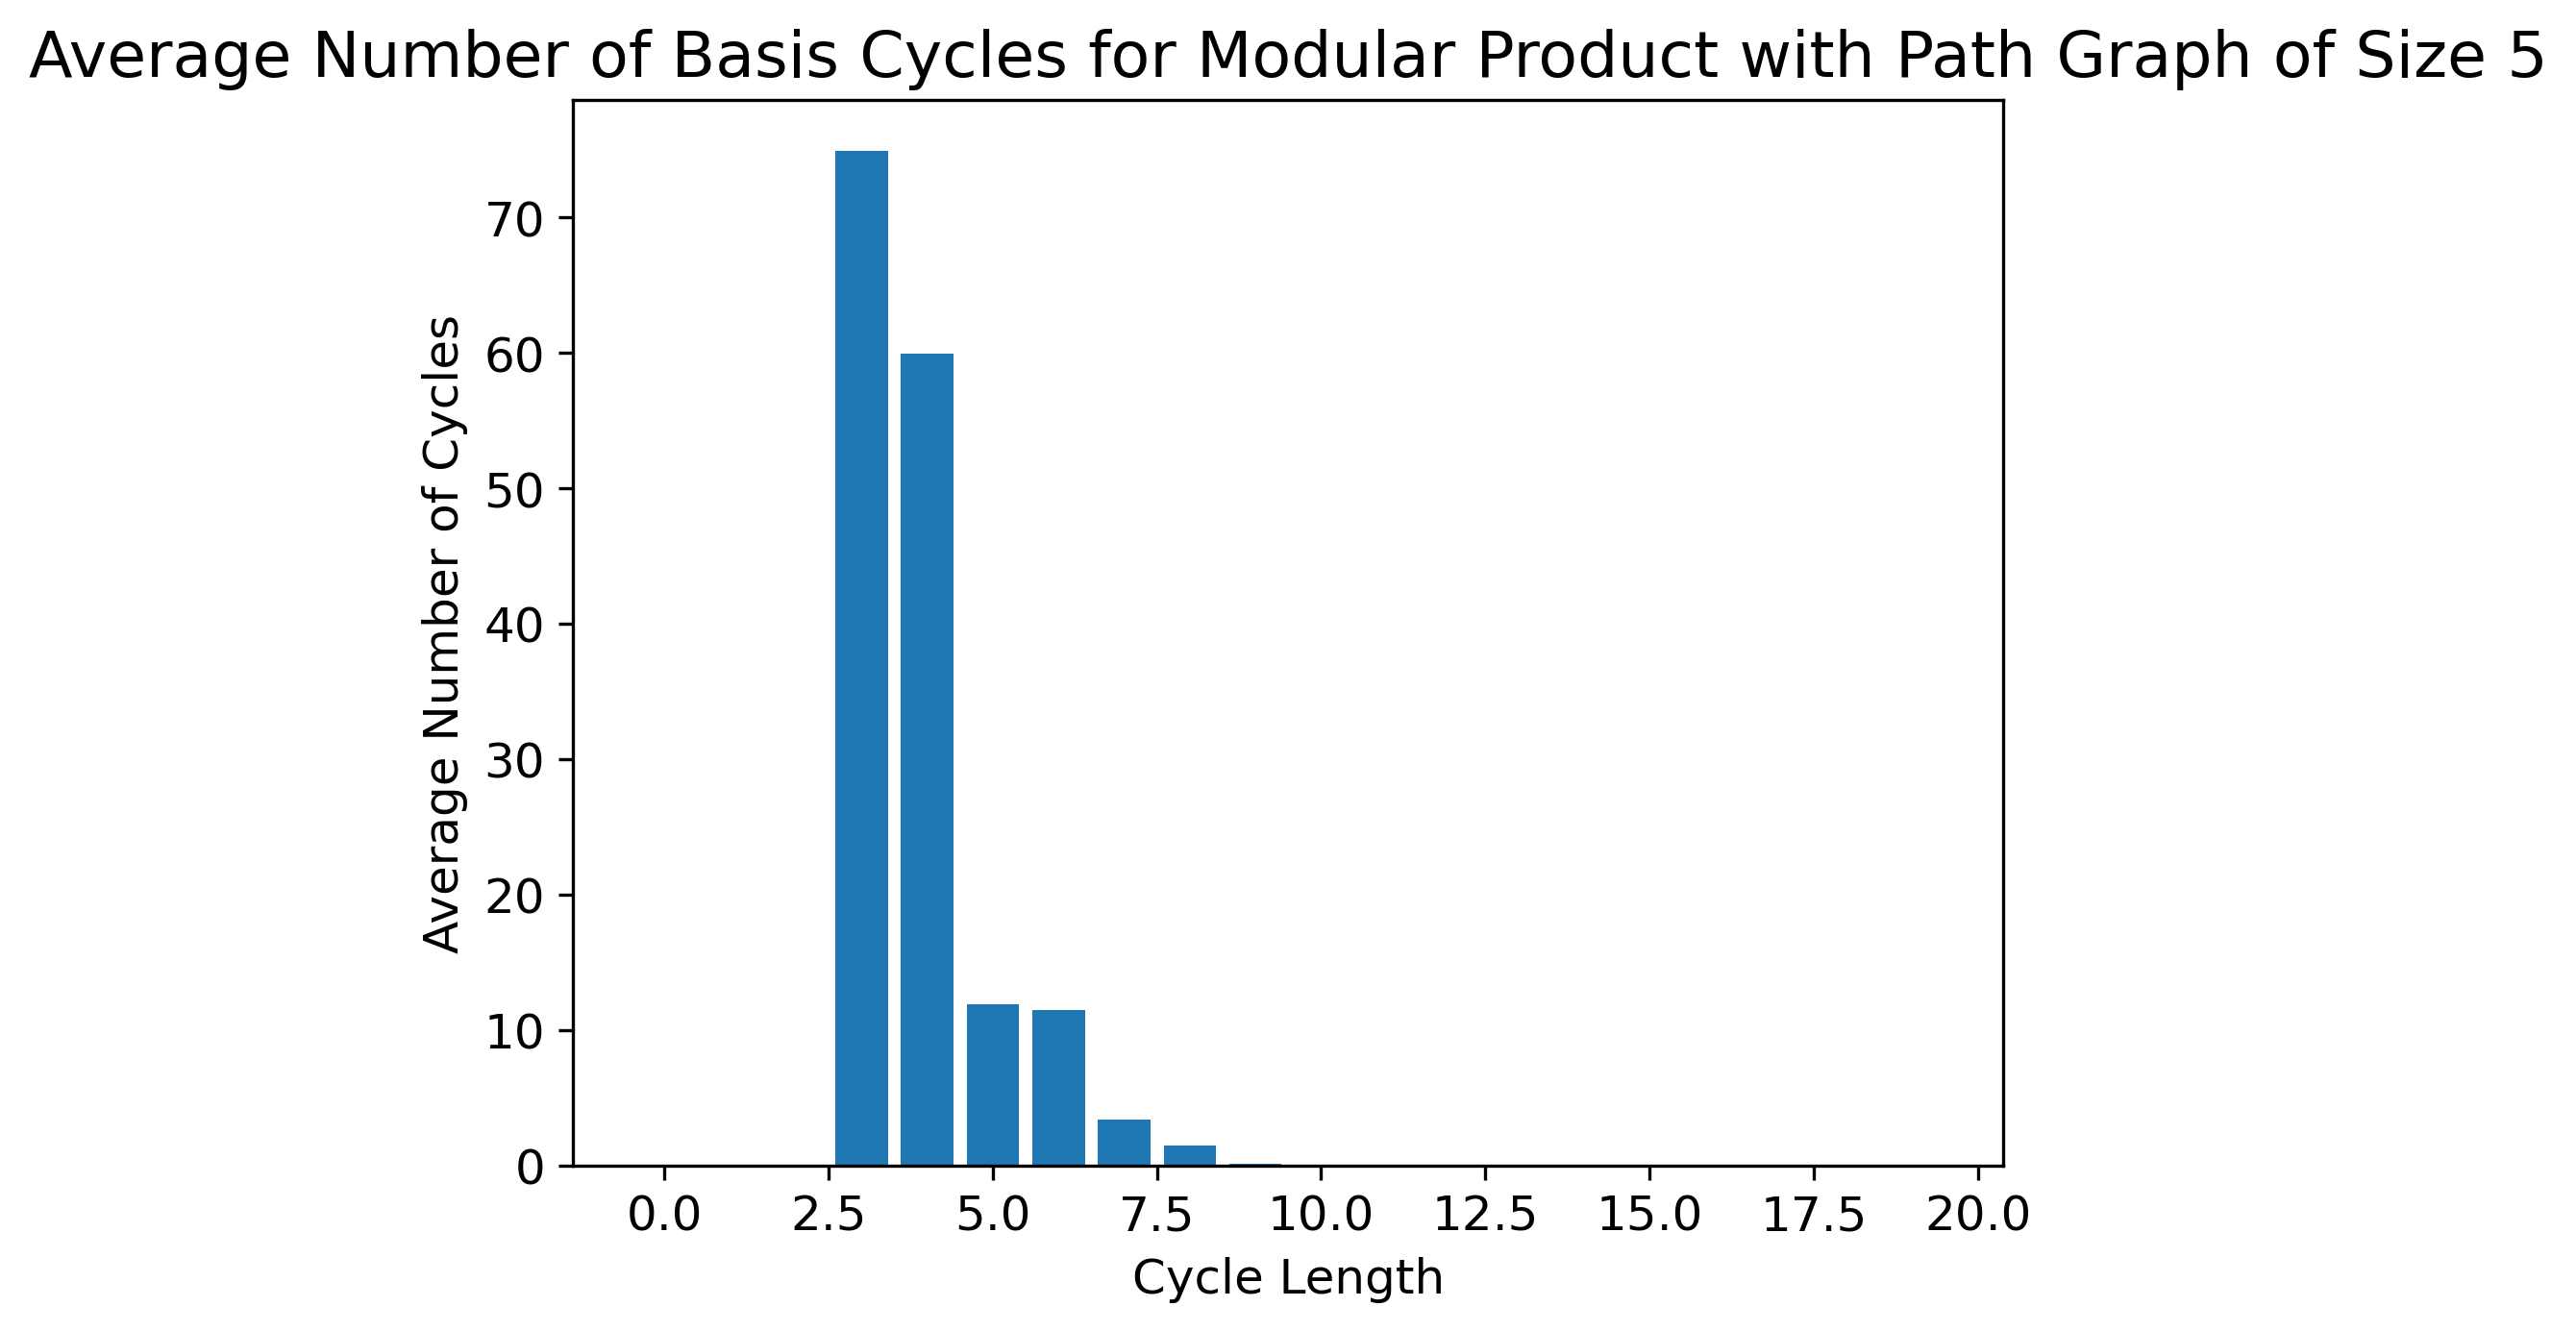 Average Number of Basis Cycles for Modular Product with Path Graph of Size 5
Average Number of Cycles
70
60
50
40
30
20
10
0
0.0 2.5 5.0 7.5 10.0 12.5 15.0 17.5 20.0
Cycle Length